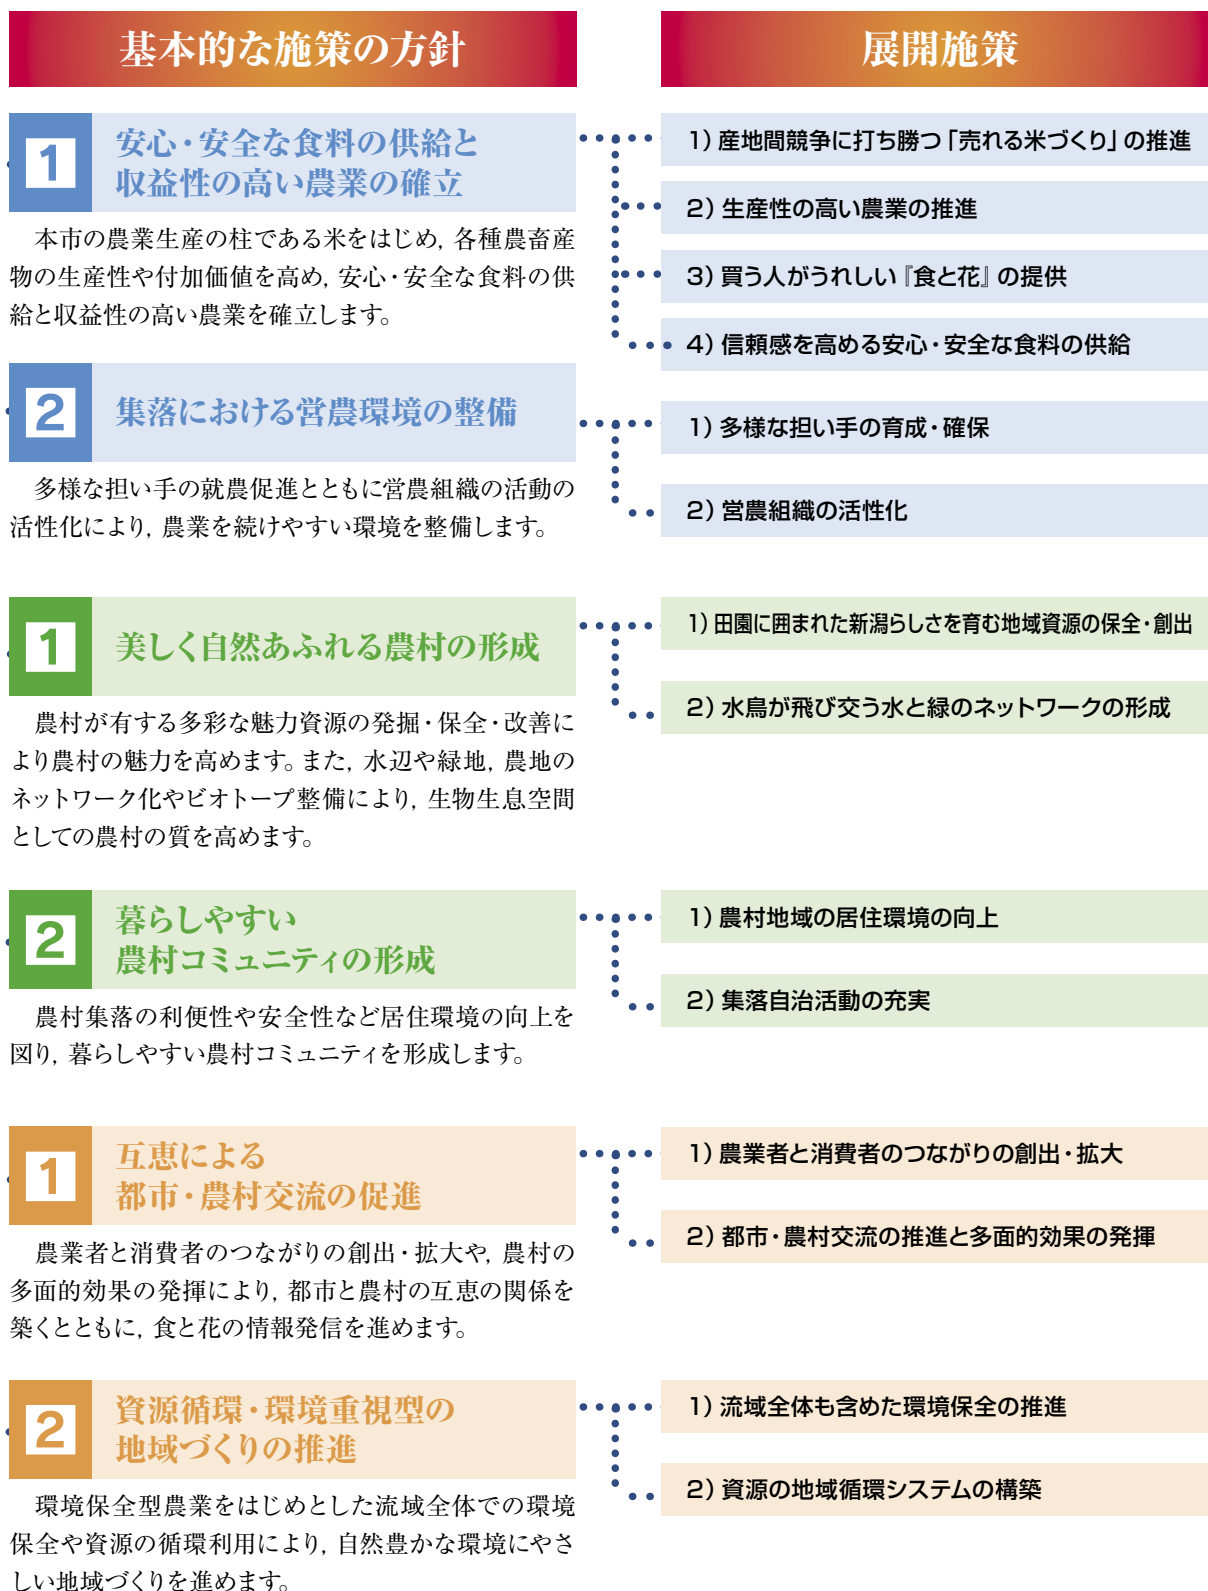 基本的な施策の方針
展開施策
1
安心・安全な食料の供給と
収益性の高い農業の確立
本市の農業生産の柱である米をはじめ, 各種農畜産
物の生産性や付加価値を高め, 安心・安全な食料の供
給と収益性の高い農業を確立します。
1) 産地間競争に打ち勝つ「売れる米づくり」の推進
2) 生産性の高い農業の推進
3) 買う人がうれしい『食と花』の提供
4) 信頼感を高める安心・安全な食料の供給
2
集落における営農環境の整備
多様な担い手の就農促進とともに営農組織の活動の
活性化により, 農業を続けやすい環境を整備します。
1) 多様な担い手の育成・確保
2) 営農組織の活性化
1
美しく自然あふれる農村の形成
農村が有する多彩な魅力資源の発掘・保全・改善に
より農村の魅力を高めます。また, 水辺や緑地, 農地の
ネットワーク化やビオトープ整備により, 生物生息空間
としての農村の質を高めます。
1) 田園に囲まれた新潟らしさを育む地域資源の保全・創出
2) 水鳥が飛び交う水と緑のネットワークの形成
2
暮らしやすい
農村コミュニティの形成
農村集落の利便性や安全性など居住環境の向上を
図り, 暮らしやすい農村コミュニティを形成します。
1) 農村地域の居住環境の向上
2) 集落自治活動の充実
1
互恵による
都市・農村交流の促進
農業者と消費者のつながりの創出・拡大や, 農村の
多面的効果の発揮により, 都市と農村の互恵の関係を
築くとともに, 食と花の情報発信を進めます。
1) 農業者と消費者のつながりの創出・拡大
2) 都市・農村交流の推進と多面的効果の発揮
2
資源循環・環境重視型の
地域づくりの推進
環境保全型農業をはじめとした流域全体での環境
保全や資源の循環利用により, 自然豊かな環境にやさ
しい地域づくりを進めます。
1) 流域全体も含めた環境保全の推進
2) 資源の地域循環システムの構築